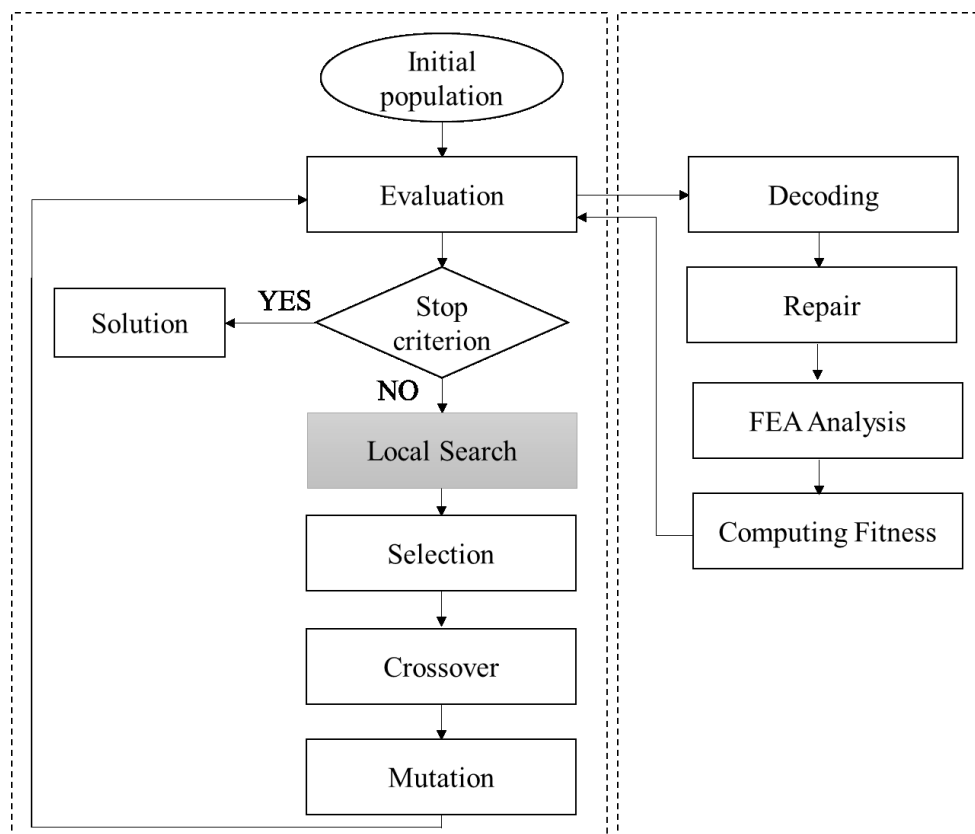 Initial
population
Evaluation
Decoding
Repair
YES
Solution
Stop
criterion
NO
FEA Analysis
Local Search
Computing Fitness
Selection
Crossover
Mutation